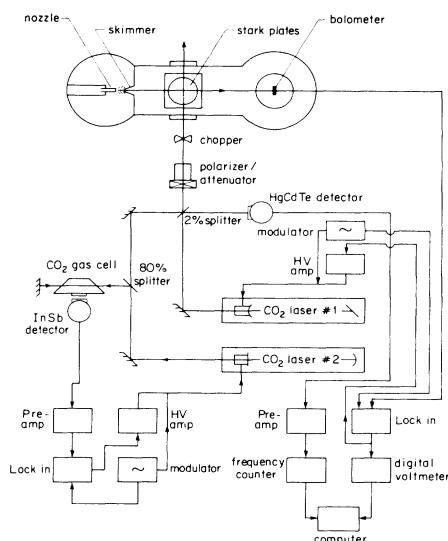 nozzle
skimmer
stark plates
bolometer
chopper
polarizer/
attenuator
HgCdTe detector
2% splitter
modulator
~
CO2 gas cell
80%
splitter
HV
amp
InSb
detector
CO2 laser #1
CO2 laser #2
Pre-
amp
HV
amp
Pre-
amp
Lock in
Lock in
~
modulator
frequency
counter
digital
voltmeter
computer